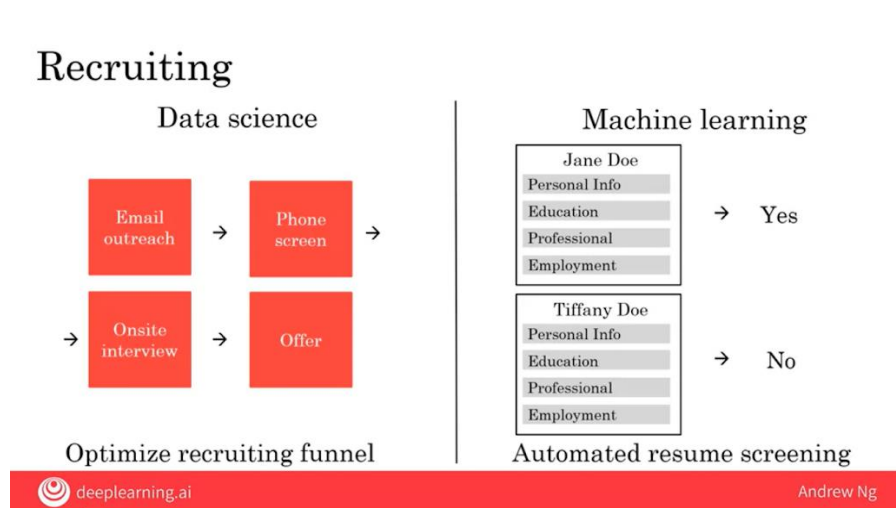 Recruiting
Data science
Email
outreach
→
Phone
screen
→
→
Onsite
interview
→
Offer
Optimize recruiting funnel
Machine learning
Jane Doe
Personal Info
Education
Professional
Employment
→
Yes
Tiffany Doe
Personal Info
Education
Professional
Employment
→
No
Automated resume screening
deeplearning.ai
Andrew Ng